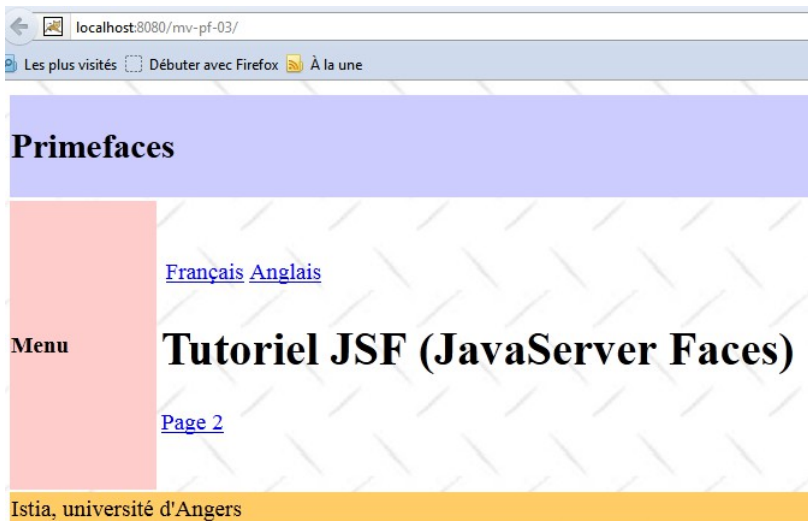 localhost:8080/mv-pf-03/
Les plus visités Débuter avec Firefox À la une
Primefaces
Français Anglais
Menu
Tutoriel JSF (JavaServer Faces)
Page 2
Istia, université d'Angers